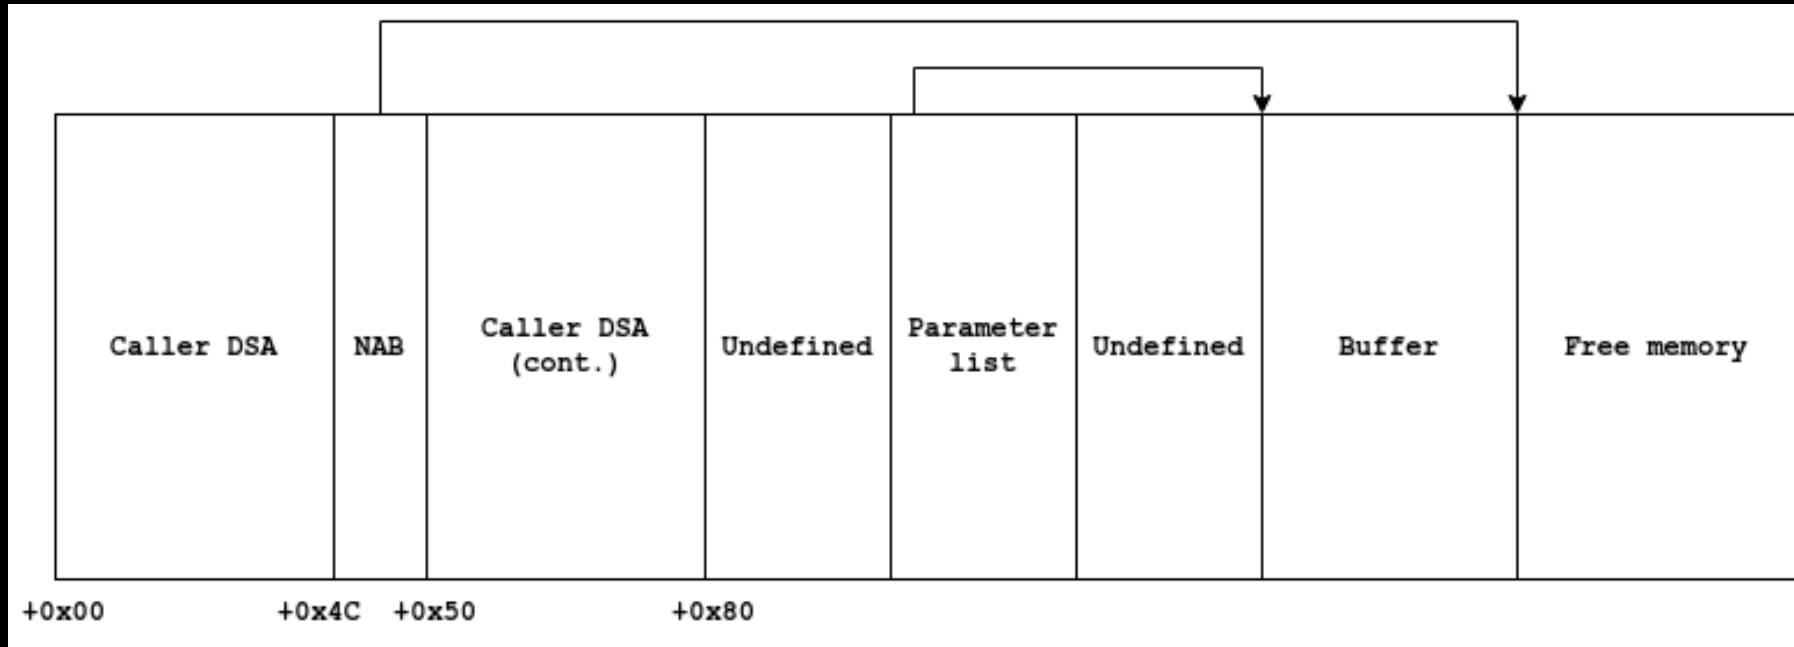 Caller DSA
NAB
Caller DSA
(cont.)
Undefined
Parameter
list
Undefined
Buffer
Free memory
+0x00
+0x4C
+0x50
+0x80